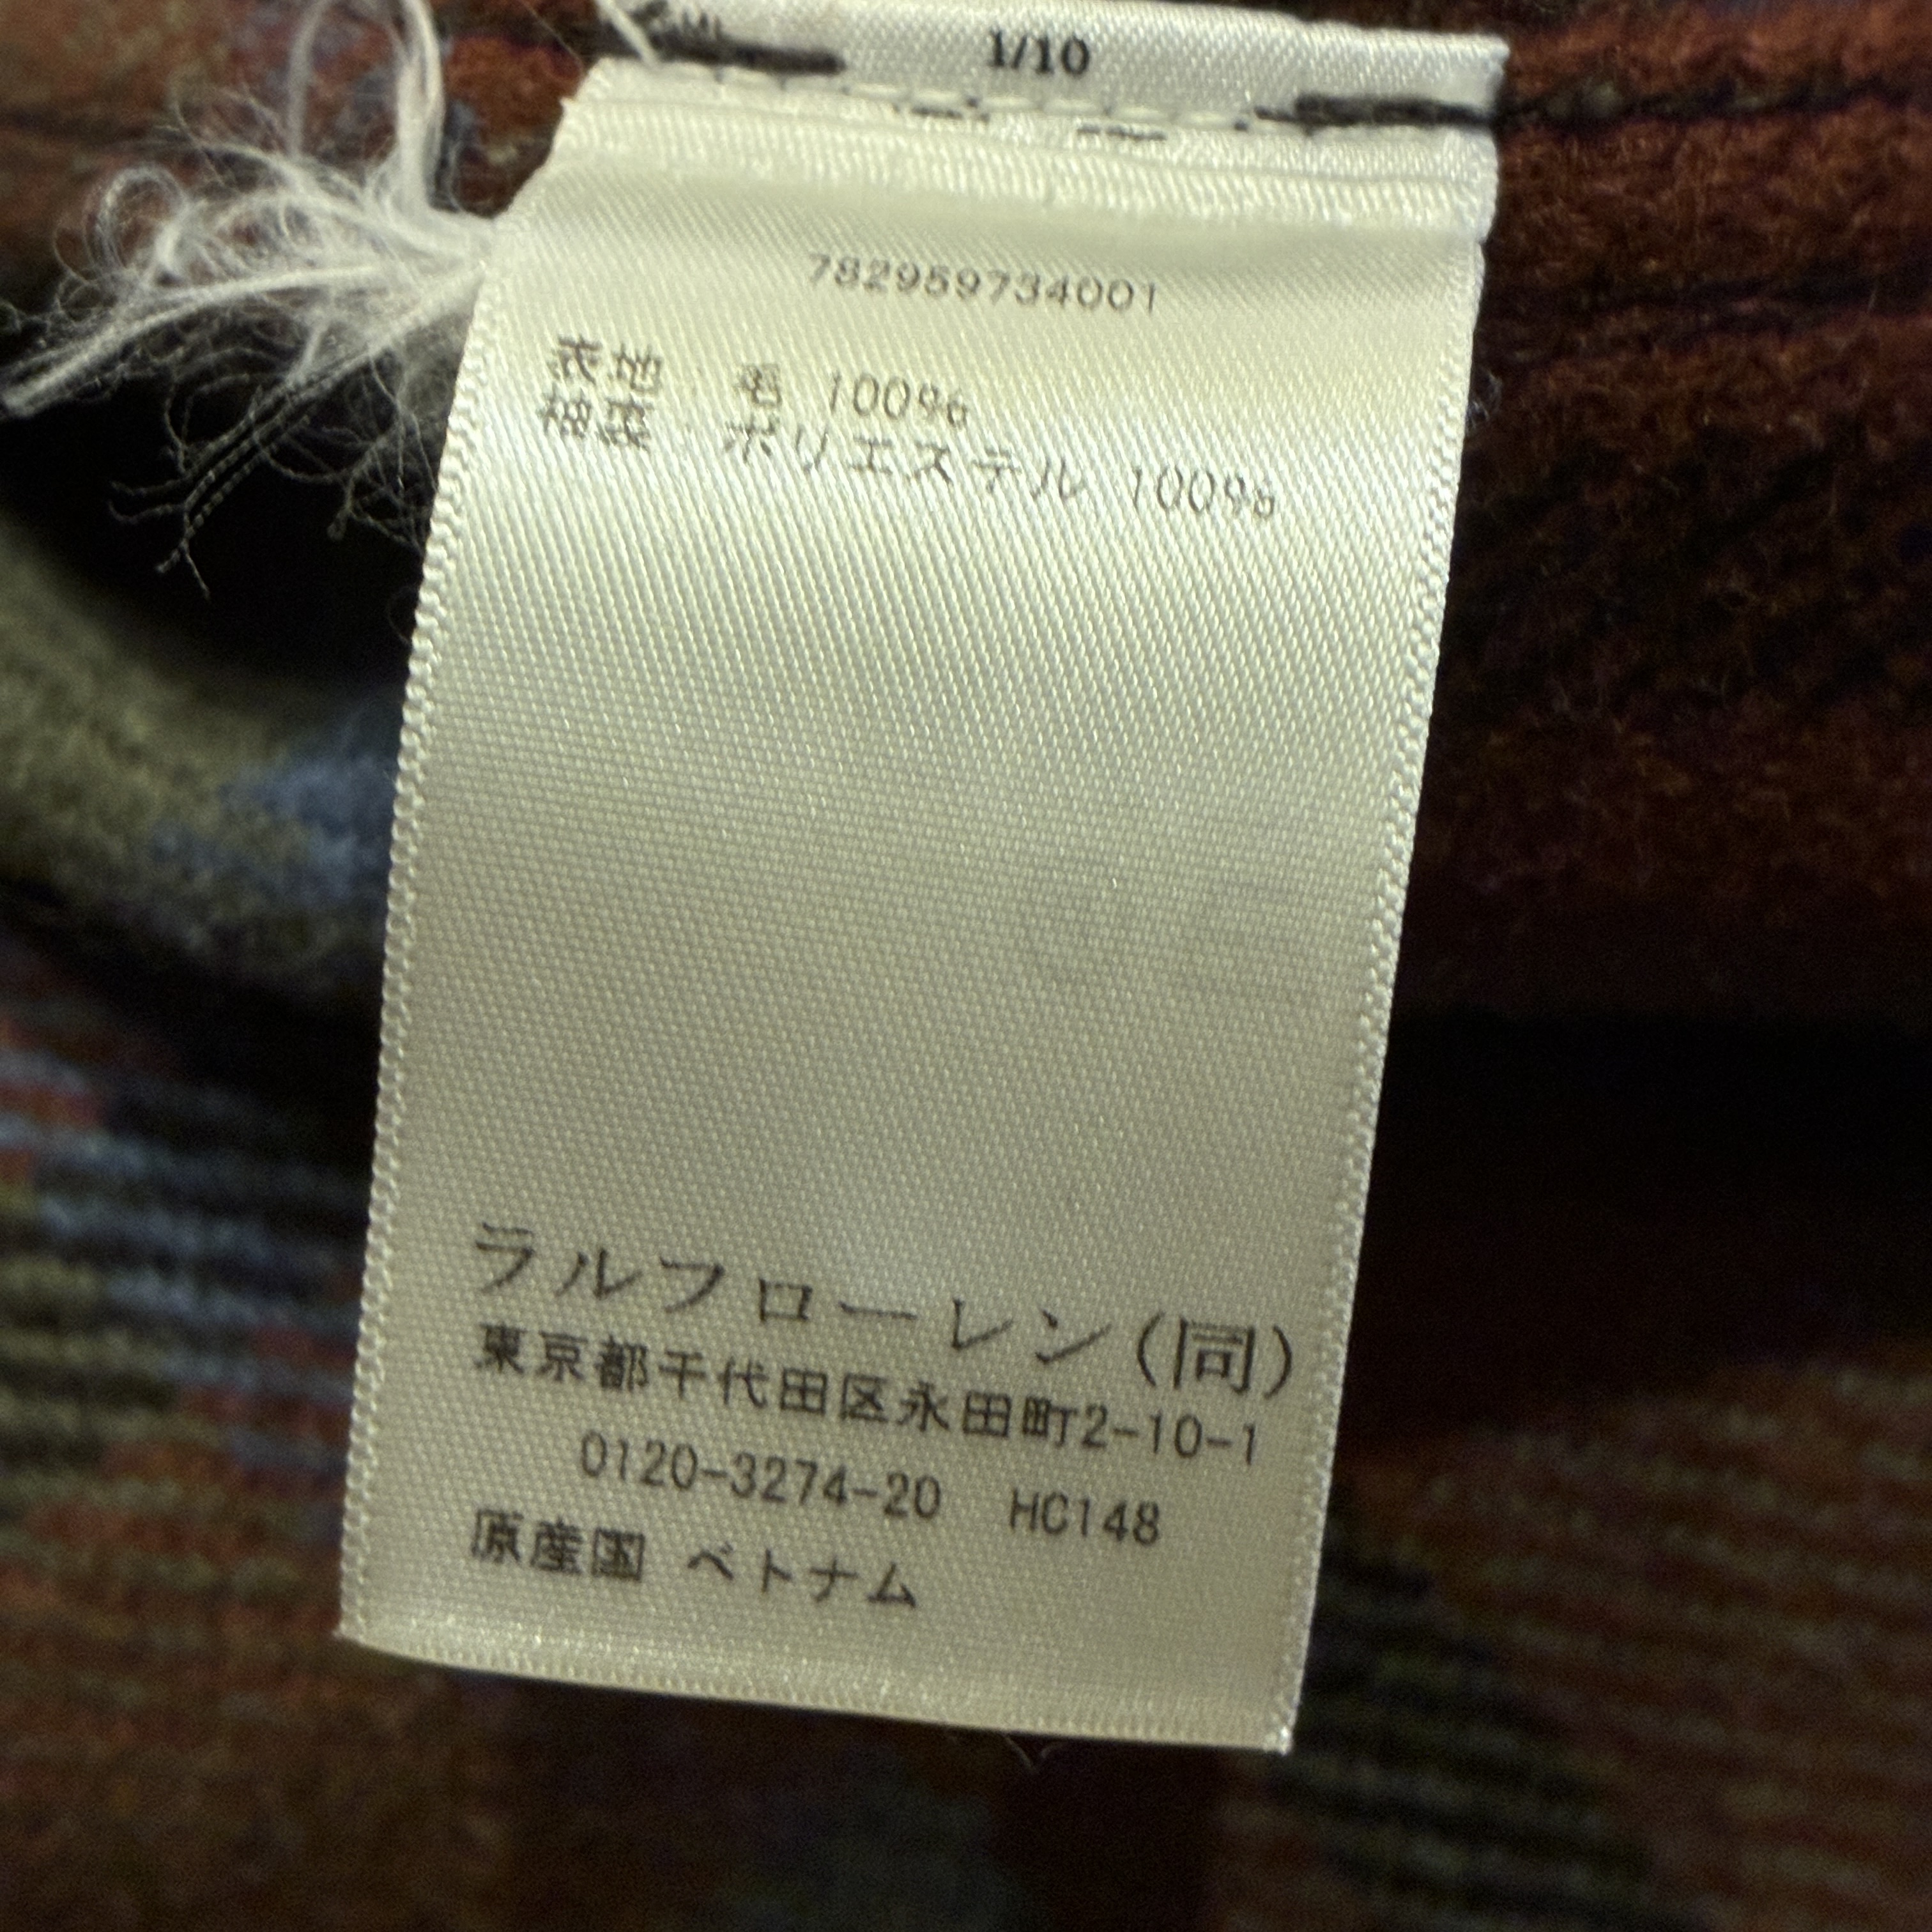 1/10
782959734001
表地 毛 100%
袖裏 ポリエステル 100%
ラルフローレン(同)
東京都千代田区永田町2-10-1
0120-3274-20 HC148
原産国 ベトナム